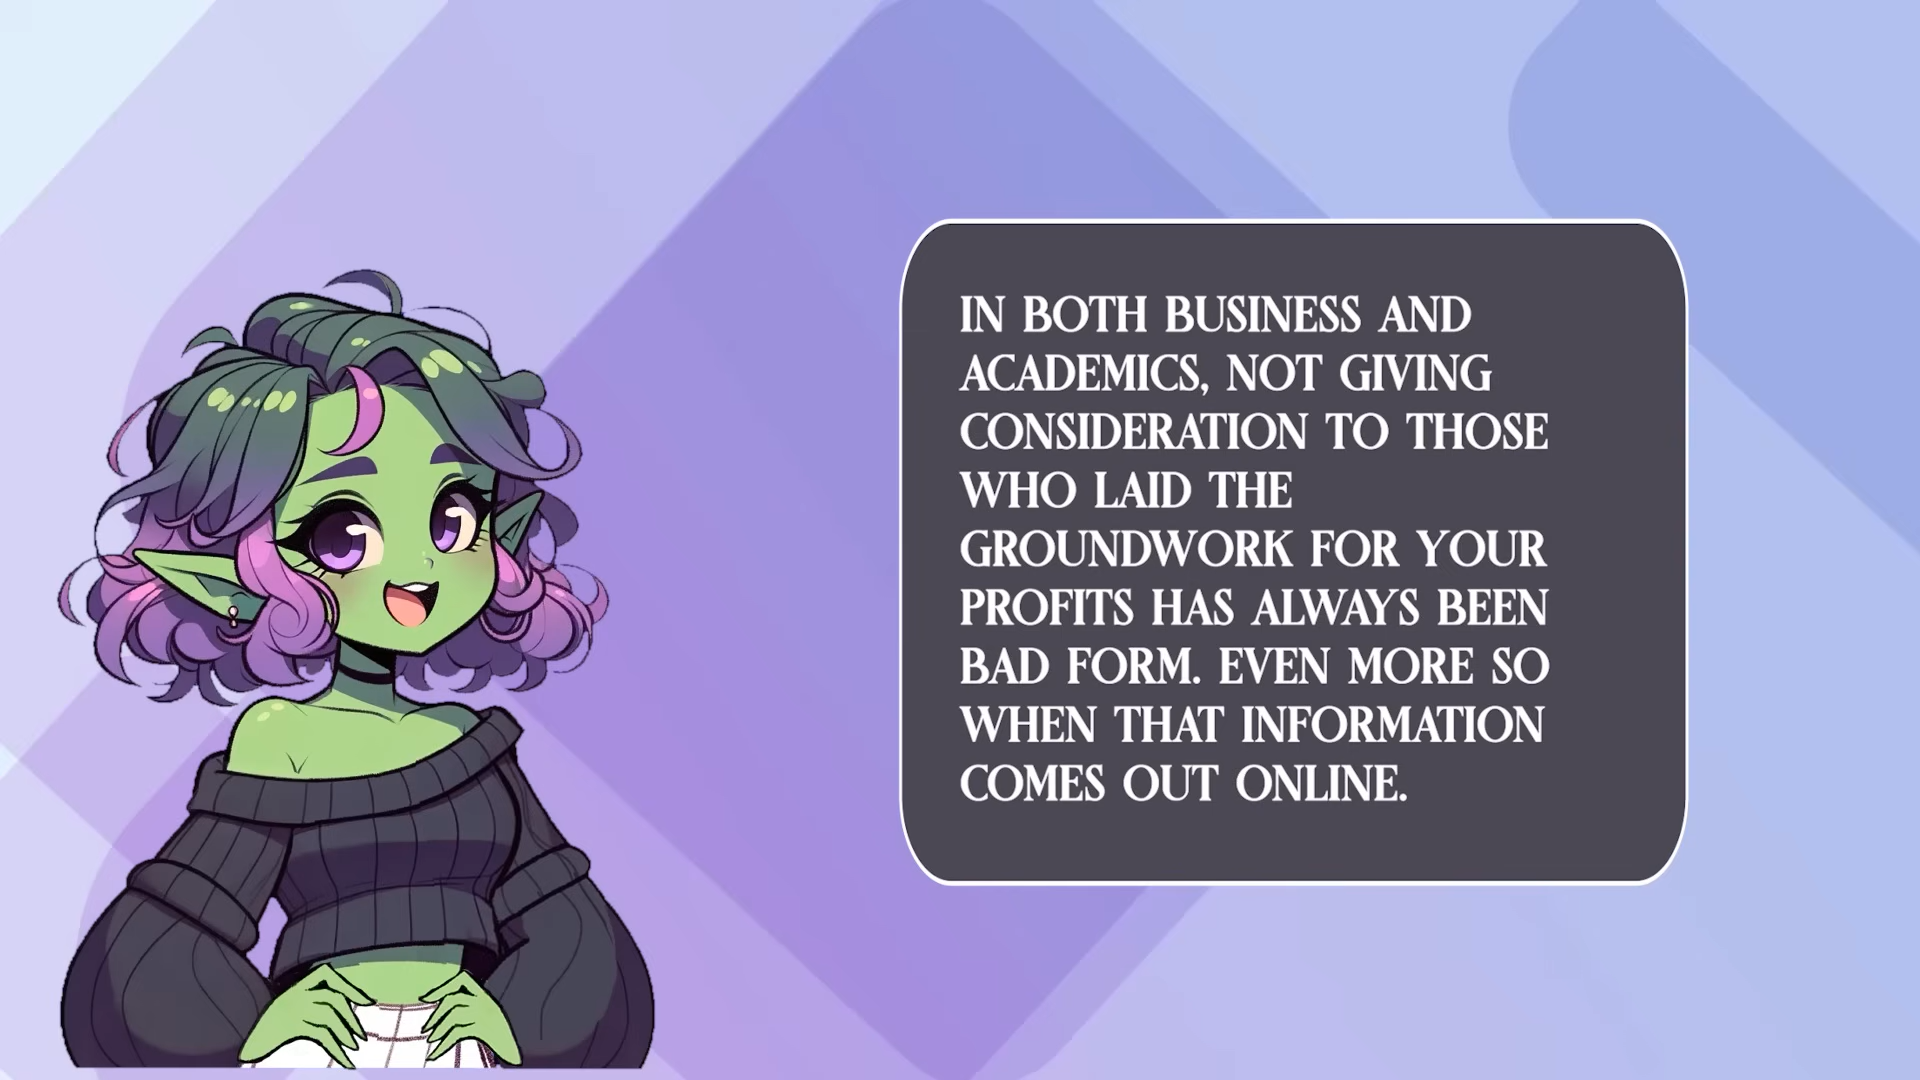 IN BOTH BUSINESS AND
ACADEMICS, NOT GIVING
CONSIDERATION TO THOSE
WHO LAID THE
GROUNDWORK FOR YOUR
PROFITS HAS ALWAYS BEEN
BAD FORM. EVEN MORE SO
WHEN THAT INFORMATION
COMES OUT ONLINE.